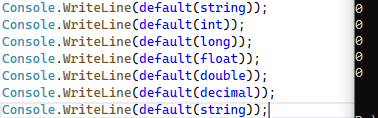 Console.WriteLine(default(string));
Console.WriteLine(default(int));
Console.WriteLine(default(long));
Console.WriteLine(default(float));
Console.WriteLine(default(double));
Console.WriteLine(default(decimal));
Console.WriteLine(default(string));
0
0
0
0
0